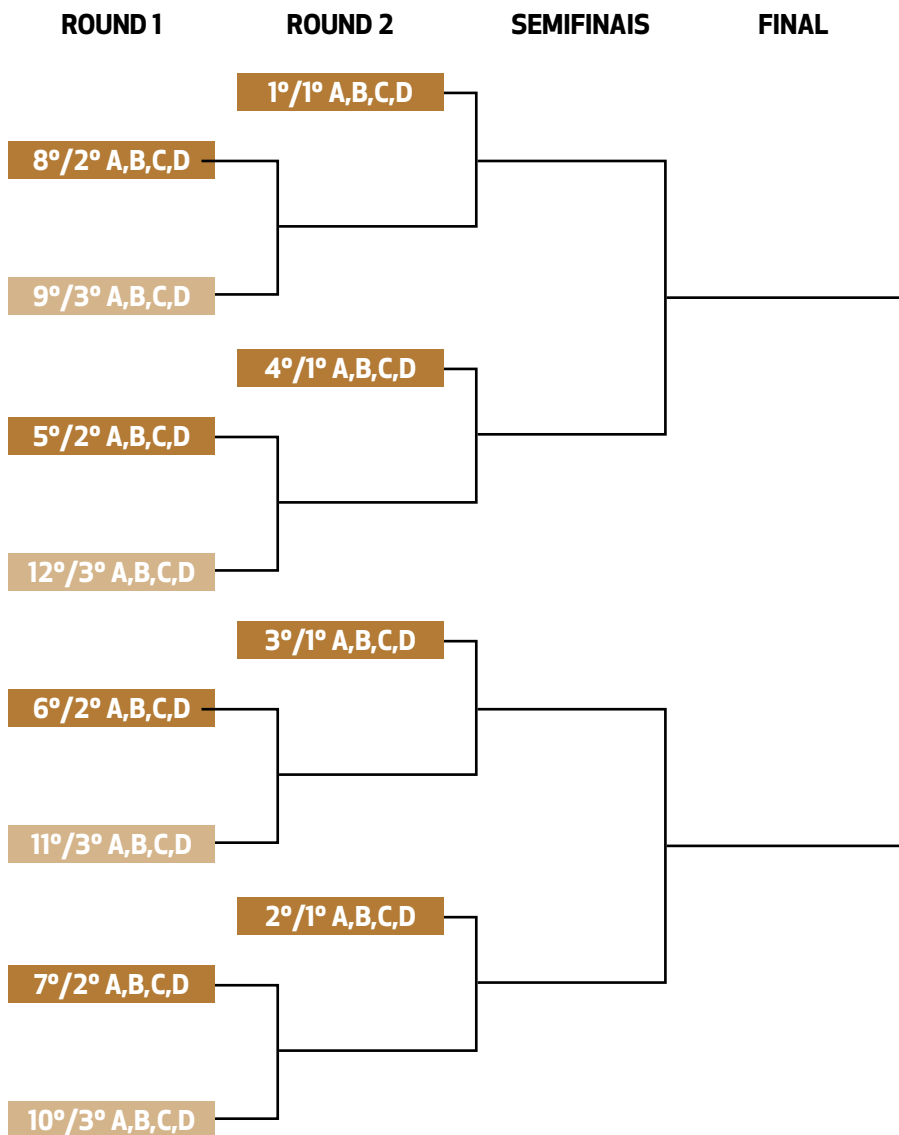 ROUND 1 ROUND 2 SEMIFINAIS FINAL
1º/1º A,B,C,D
8º/2º A,B,C,D
9º/3º A,B,C,D
4º/1º A,B,C,D
5º/2º A,B,C,D
12º/3º A,B,C,D
3º/1º A,B,C,D
6º/2º A,B,C,D
11º/3º A,B,C,D
2º/1º A,B,C,D
7º/2º A,B,C,D
10º/3º A,B,C,D